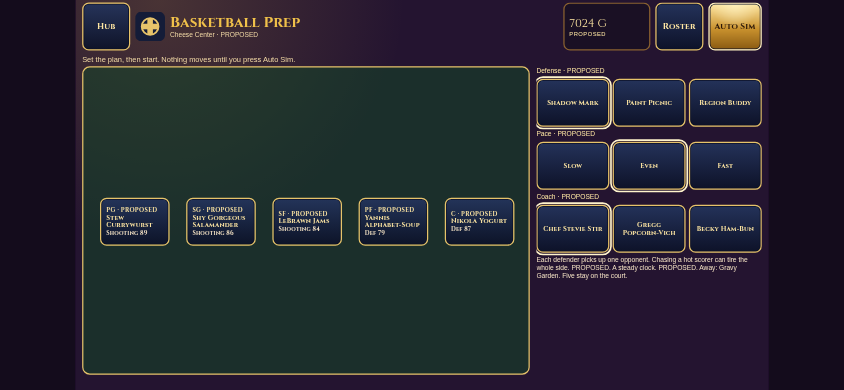 Hub
Basketball Prep
Cheese Center · PROPOSED
7024 G
PROPOSED
Roster
Auto Sim
Set the plan, then start. Nothing moves until you press Auto Sim.
PG · PROPOSED
Stew
Currywurst
Shooting 89
SG · PROPOSED
Shy Gorgeous
Salamander
Shooting 86
SF · PROPOSED
LeBrawn Jams
Shooting 84
PF · PROPOSED
Yannis
Alphabet-Soup
Def 79
C · PROPOSED
Nikola Yogurt
Def 87
Defense · PROPOSED
Shadow Mark
Paint Picnic
Region Buddy
Pace · PROPOSED
Slow
Even
Fast
Coach · PROPOSED
Chef Stevie Stir
Gregg
Popcorn-Vich
Becky Ham-Bun
Each defender picks up one opponent. Chasing a hot scorer can tire the
whole side. PROPOSED. A steady clock. PROPOSED. Away: Gravy
Garden. Five stay on the court.